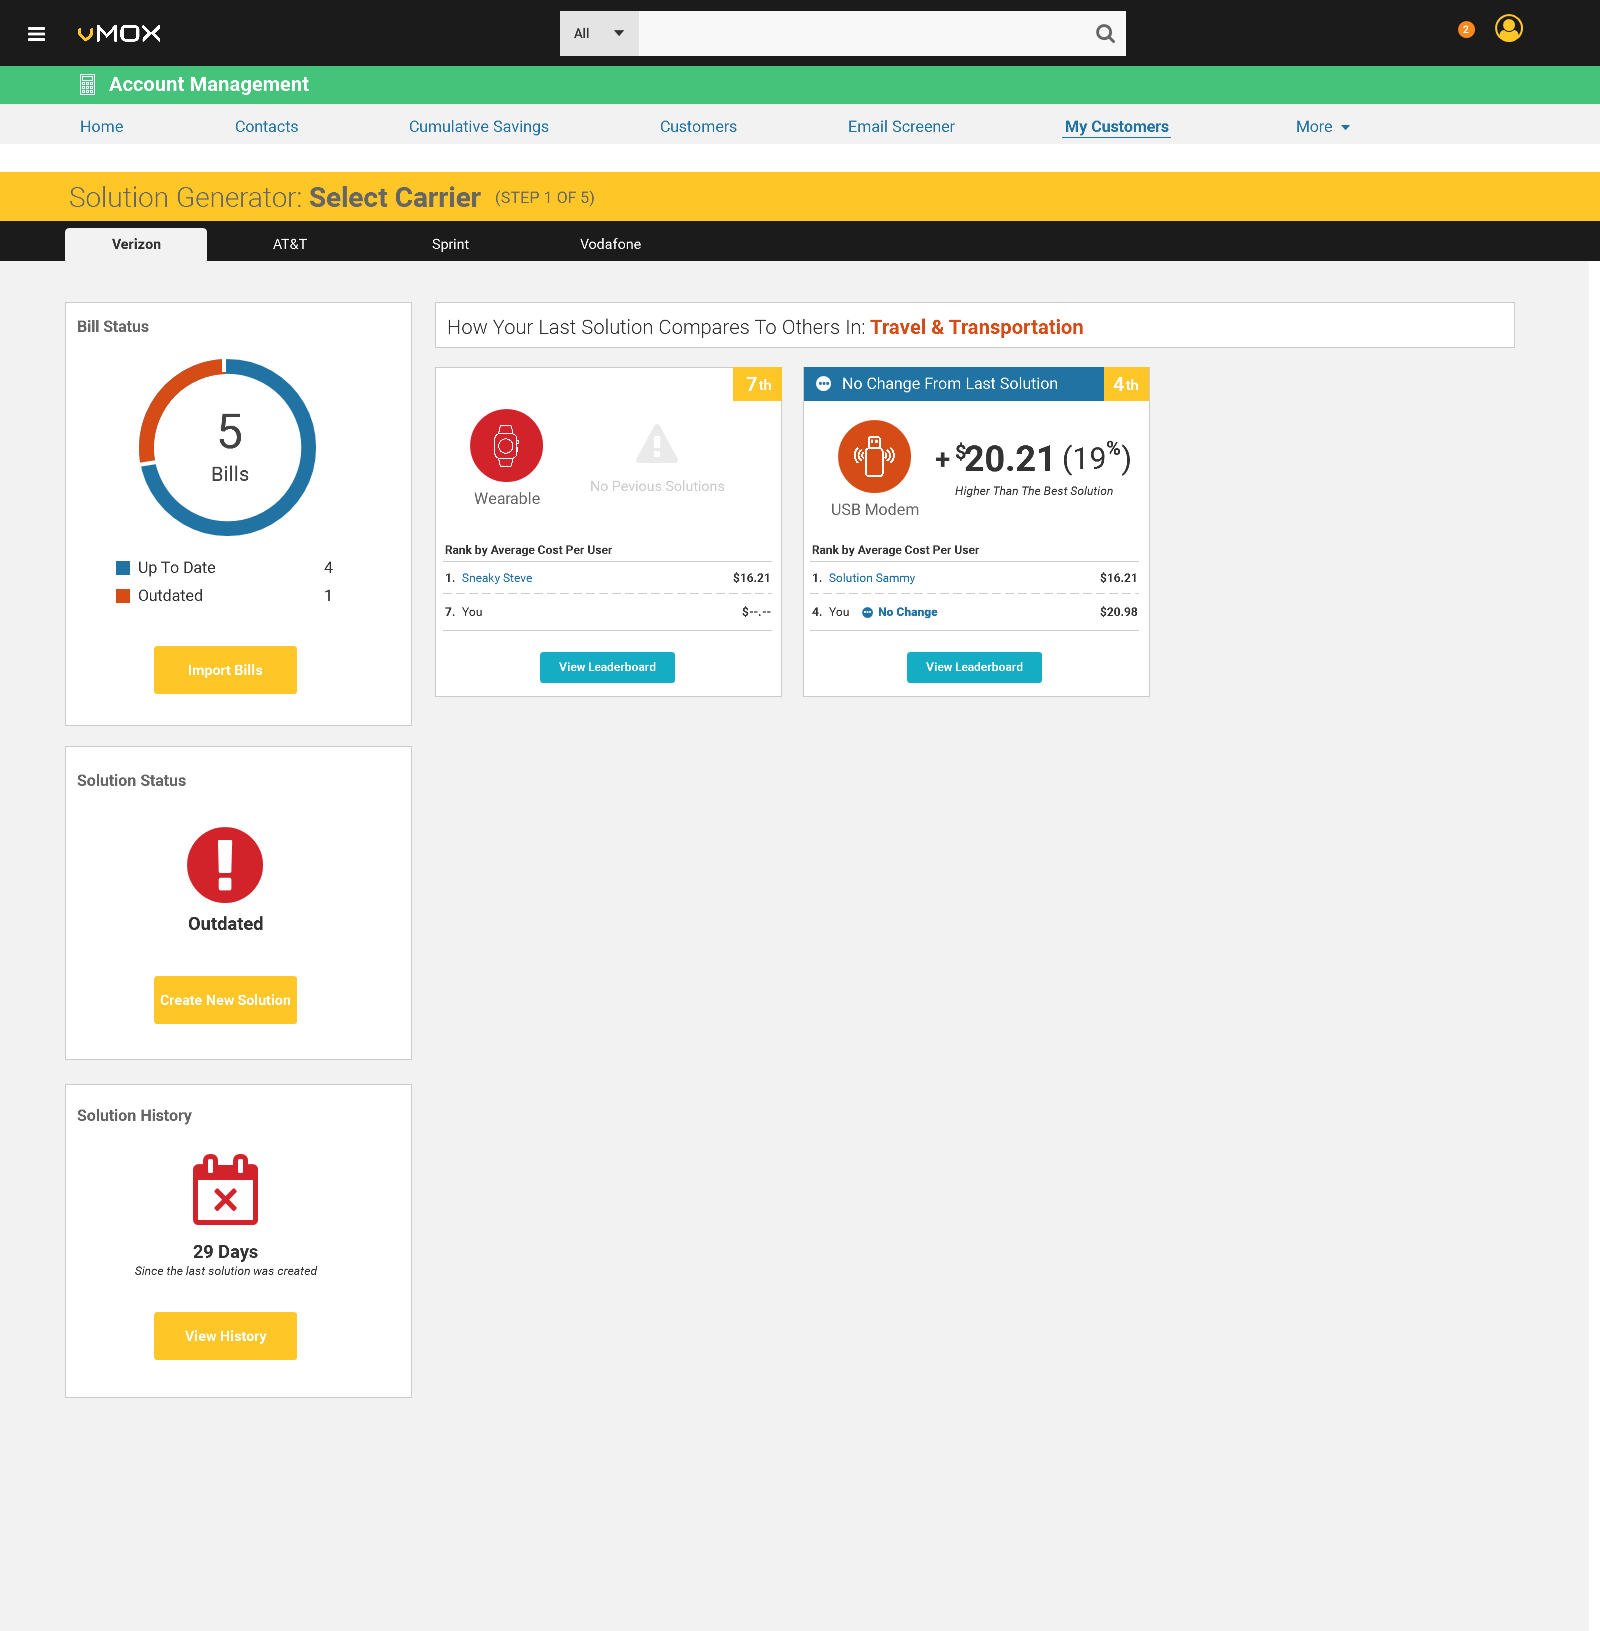 vMOX
All
2
Account Management
Home Contacts Cumulative Savings Customers Email Screener My Customers More
Solution Generator: Select Carrier (STEP 1 OF 5)
Verizon AT&T Sprint Vodafone
Bill Status
5
Bills
Up To Date 4
Outdated 1
Import Bills
Solution Status
Outdated
Create New Solution
Solution History
29 Days
Since the last solution was created
View History
How Your Last Solution Compares To Others In: Travel & Transportation
7th
Wearable
No Pevious Solutions
Rank by Average Cost Per User
1. Sneaky Steve $16.21
7. You $--.--
View Leaderboard
No Change From Last Solution 4th
USB Modem
+$20.21 (19%)
Higher Than The Best Solution
Rank by Average Cost Per User
1. Solution Sammy $16.21
4. You No Change $20.98
View Leaderboard